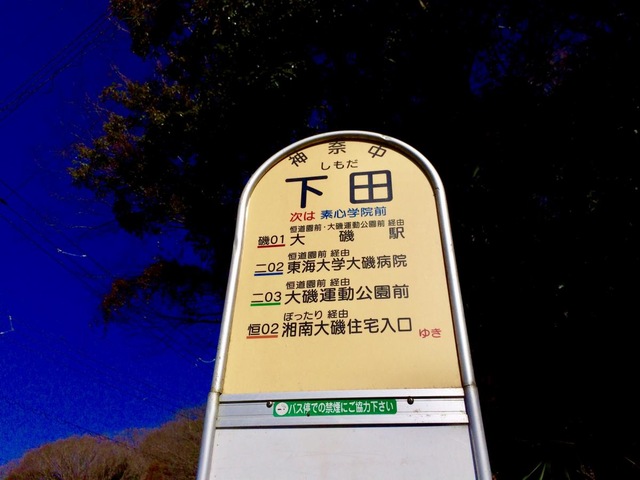 神奈中
しもだ
下田
次は 素心学院前
恒道園前・大磯運動公園前 経由
磯01 大磯駅
恒道園前 経由
二02 東海大学大磯病院
恒道園前 経由
二03 大磯運動公園前
ぼったり 経由
恒02 湘南大磯住宅入口 ゆき
バス停での禁煙にご協力下さい